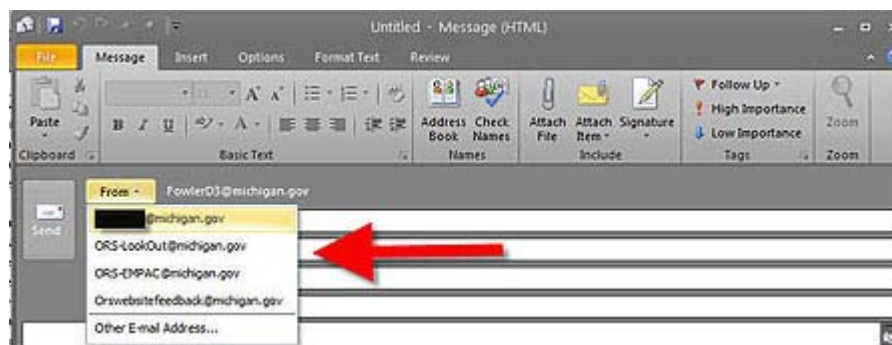 Untitled - Message (HTML)
File Message Insert Options Format Text Review
Paste
B I U A
Address Book
Check Names
Attach File
Attach Item
Signature
Follow Up
High Importance
Low Importance
Zoom
Clipboard Basic Text Names Include Tags Zoom
Send
From FowlerD3@michigan.gov
@michigan.gov
ORS-LookOut@michigan.gov
ORS-EMPAC@michigan.gov
Orswebsitefeedback@michigan.gov
Other E-mail Address...